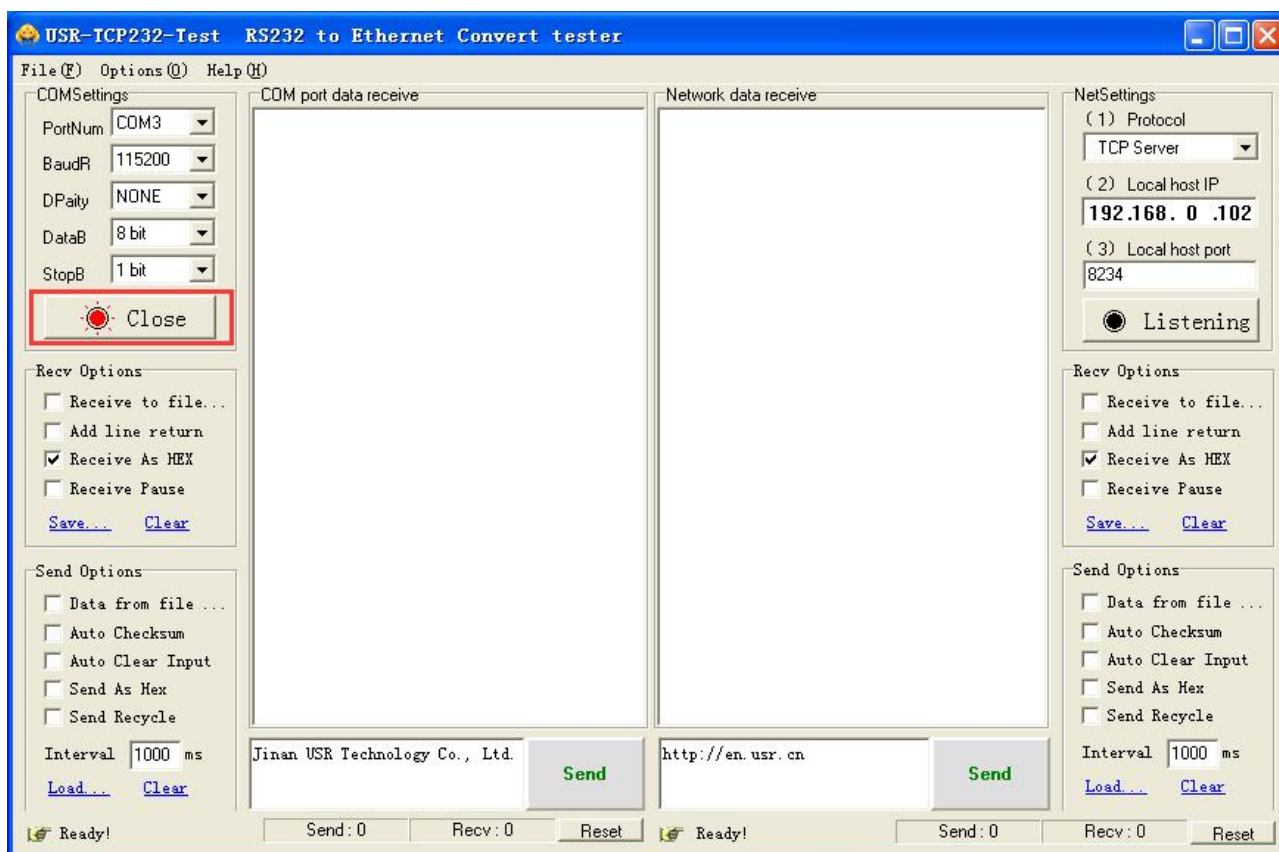 USR-TCP232-Test RS232 to Ethernet Convert tester
File(F) Options(O) Help(H)
COMSettings
PortNum COM3
BaudR 115200
DPaity NONE
DataB 8 bit
StopB 1 bit
Close
Recv Options
Receive to file...
Add line return
Receive As HEX
Receive Pause
Save... Clear
Send Options
Data from file ...
Auto Checksum
Auto Clear Input
Send As Hex
Send Recycle
Interval 1000 ms
Load... Clear
COM port data receive
Jinan USR Technology Co., Ltd.
Send
Network data receive
http://en.usr.cn
Send
NetSettings
(1) Protocol
TCP Server
(2) Local host IP
192.168. 0 .102
(3) Local host port
8234
Listening
Recv Options
Receive to file...
Add line return
Receive As HEX
Receive Pause
Save... Clear
Send Options
Data from file ...
Auto Checksum
Auto Clear Input
Send As Hex
Send Recycle
Interval 1000 ms
Load... Clear
Ready! Send : 0 Recv : 0 Reset Ready! Send : 0 Recv : 0 Reset